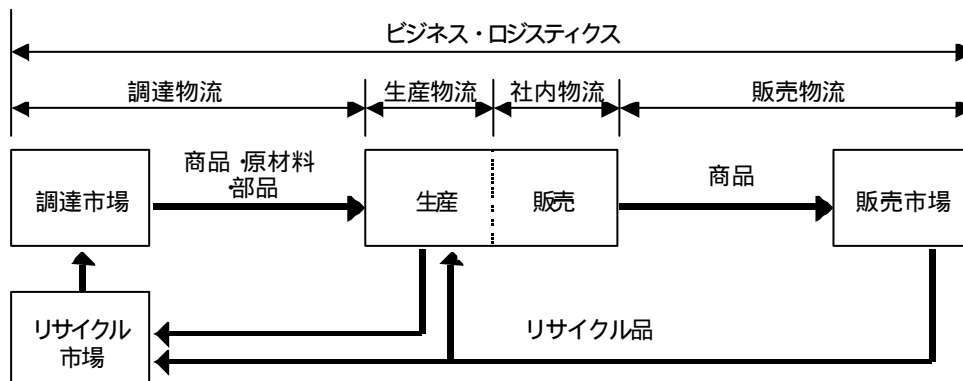 ビジネス・ロジスティクス
調達物流
生産物流
社内物流
販売物流
商品・原材料
・部品
商品
調達市場
生産
販売
販売市場
リサイクル
市場
リサイクル品